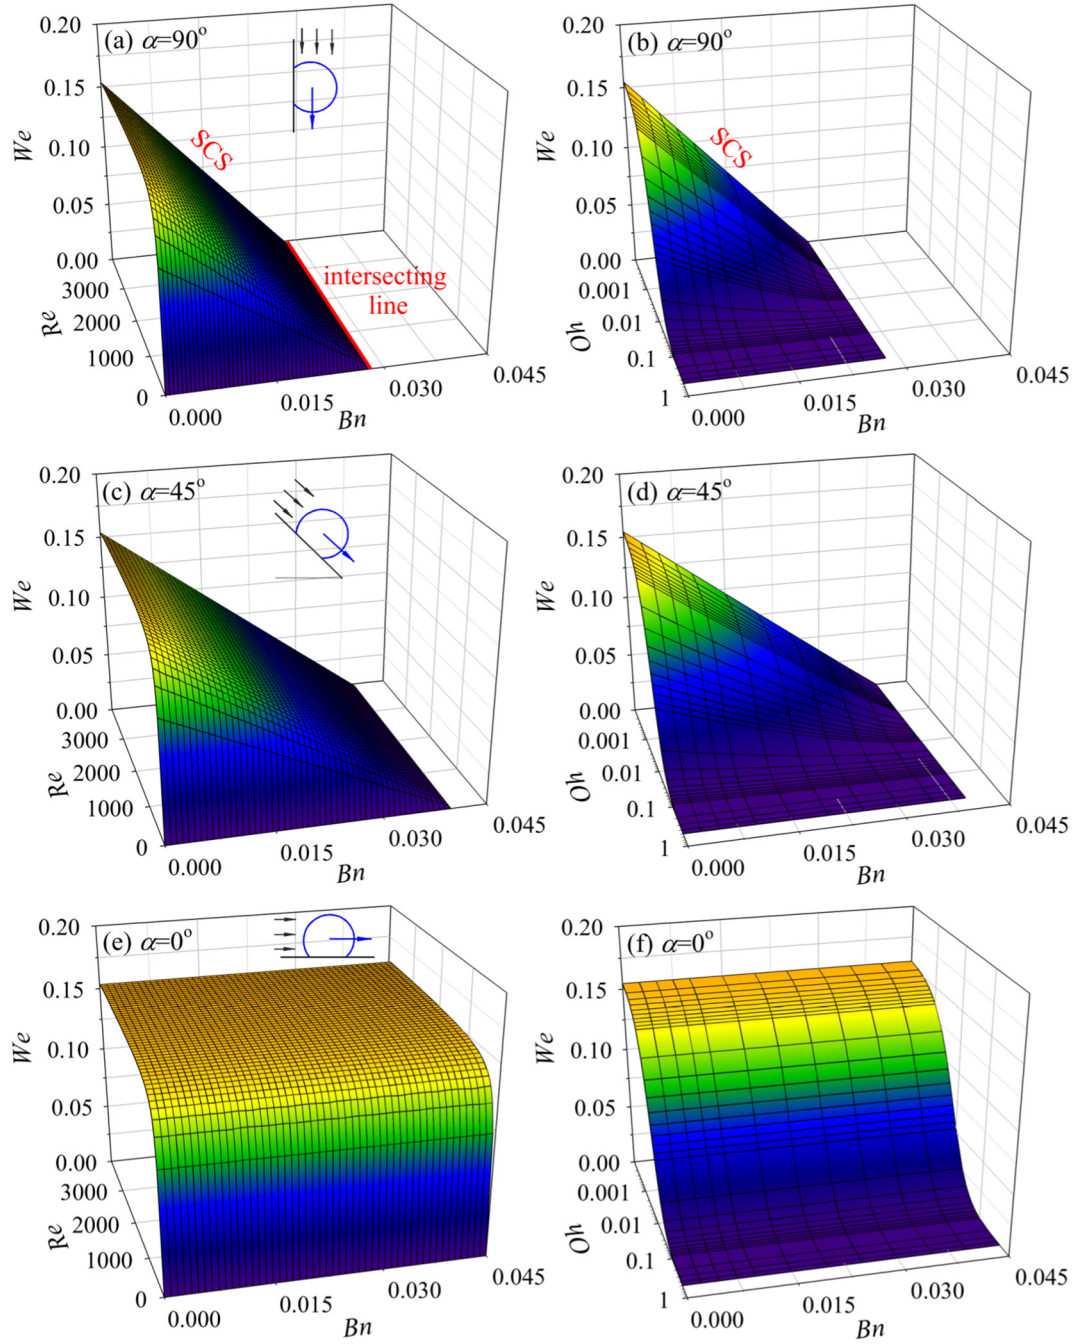 (a) α=90°
SCS
intersecting
line
0.20
0.15
0.10
0.05
0.00
We
3000
2000
1000
0
Re
0.000
0.015
0.030
0.045
Bn
(b) α=90°
SCS
0.20
0.15
0.10
0.05
0.00
We
0.001
0.01
0.1
1
Oh
0.000
0.015
0.030
0.045
Bn
(c) α=45°
0.20
0.15
0.10
0.05
0.00
We
3000
2000
1000
0
Re
0.000
0.015
0.030
0.045
Bn
(d) α=45°
0.20
0.15
0.10
0.05
0.00
We
0.001
0.01
0.1
1
Oh
0.000
0.015
0.030
0.045
Bn
(e) α=0°
0.20
0.15
0.10
0.05
0.00
We
3000
2000
1000
0
Re
0.000
0.015
0.030
0.045
Bn
(f) α=0°
0.20
0.15
0.10
0.05
0.00
We
0.001
0.01
0.1
1
Oh
0.000
0.015
0.030
0.045
Bn